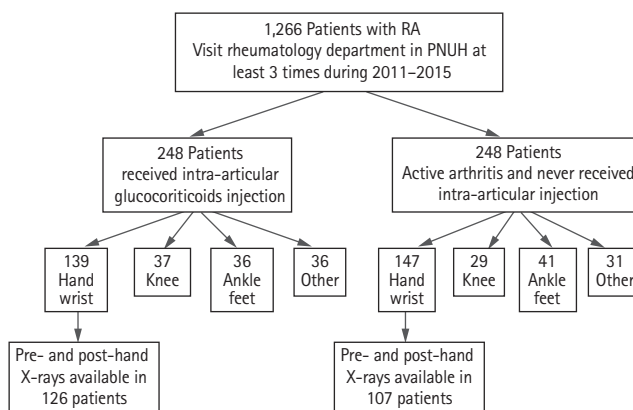 1,266 Patients with RA
Visit rheumatology department in PNUH at
least 3 times during 2011–2015
248 Patients
received intra-articular
glucocorticoids injection
248 Patients
Active arthritis and never received
intra-articular injection
139
Hand
wrist
37
Knee
36
Ankle
feet
36
Other
147
Hand
wrist
29
Knee
41
Ankle
feet
31
Other
Pre- and post-hand
X-rays available in
126 patients
Pre- and post-hand
X-rays available in
107 patients